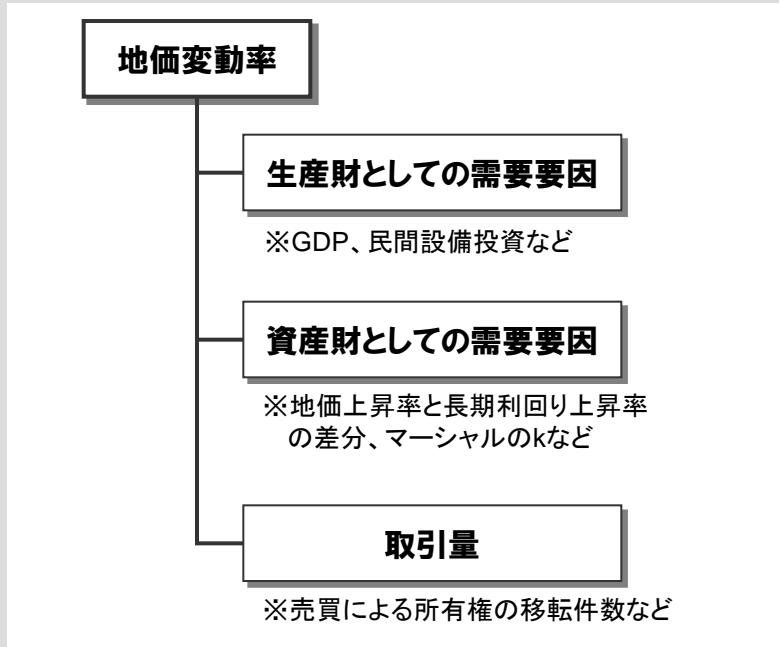 地価変動率
生産財としての需要要因
※GDP、民間設備投資など
資産財としての需要要因
※地価上昇率と長期利回り上昇率
の差分、マーシャルのkなど
取引量
※売買による所有権の移転件数など